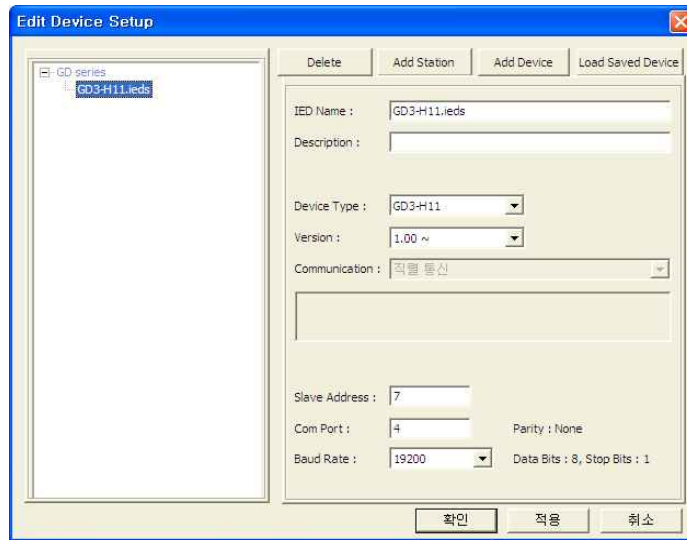 Edit Device Setup
GD series
GD3-H11.ieds
Delete
Add Station
Add Device
Load Saved Device
IED Name :
GD3-H11.ieds
Description :
Device Type :
GD3-H11
Version :
1.00 ~
Communication :
직렬 통신
Slave Address :
7
Com Port :
4
Parity : None
Baud Rate :
19200
Data Bits : 8, Stop Bits : 1
확인
적용
취소